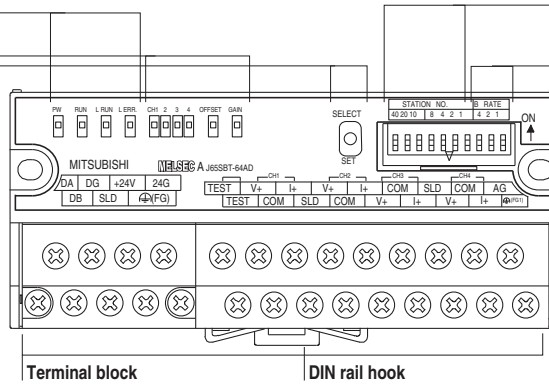 PW RUN L RUN L ERR. CH1 2 3 4 OFFSET GAIN
SELECT
SET
STATION NO. B RATE
40 20 10 8 4 2 1 4 2 1
ON
MITSUBISHI MELSEC A J65SBT-64AD
DA DG +24V 24G
DB SLD (FG)
CH1 CH2 CH3 CH4
TEST V+ I+ V+ I+ COM SLD COM AG
TEST COM SLD COM V+ I+ V+ I+ (FG1)
Terminal block DIN rail hook